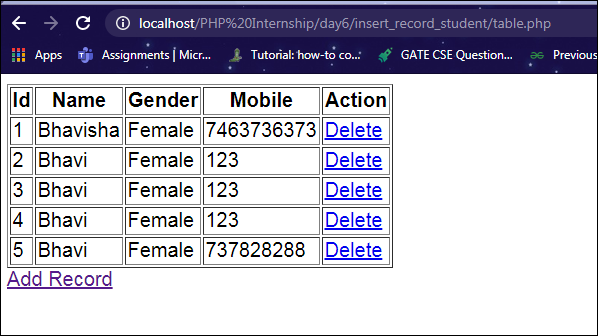 localhost/PHP%20Internship/day6/insert_record_student/table.php
Apps Assignments | Micr... Tutorial: how-to co... GATE CSE Question... Previous
Id Name Gender Mobile Action
1 Bhavisha Female 7463736373 Delete
2 Bhavi Female 123 Delete
3 Bhavi Female 123 Delete
4 Bhavi Female 123 Delete
5 Bhavi Female 737828288 Delete
Add Record